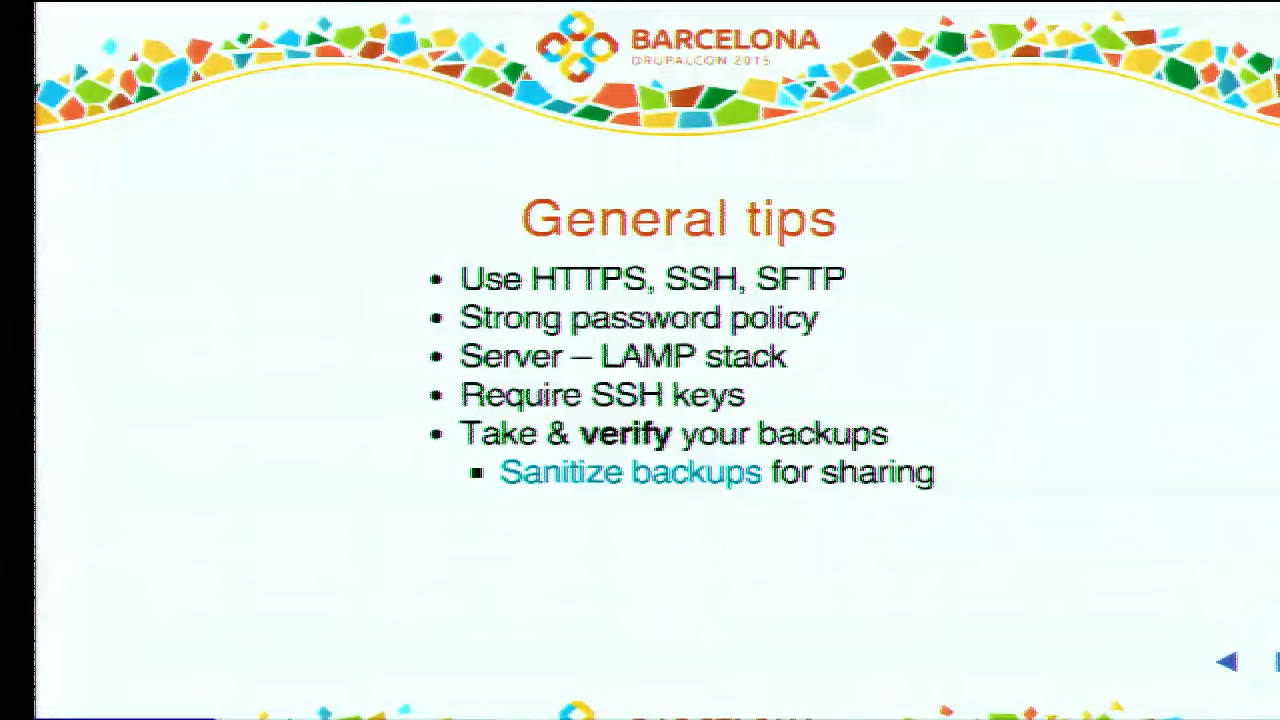 BARCELONA
DRUPALCON 2015
General tips
• Use HTTPS, SSH, SFTP
• Strong password policy
• Server – LAMP stack
• Require SSH keys
• Take & verify your backups
▪ Sanitize backups for sharing